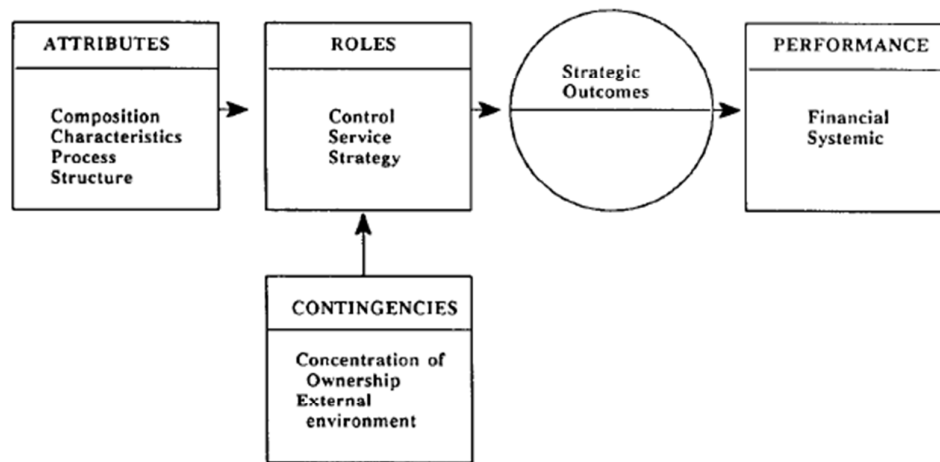 ATTRIBUTES
Composition
Characteristics
Process
Structure
ROLES
Control
Service
Strategy
Strategic
Outcomes
PERFORMANCE
Financial
Systemic
CONTINGENCIES
Concentration of
Ownership
External
environment